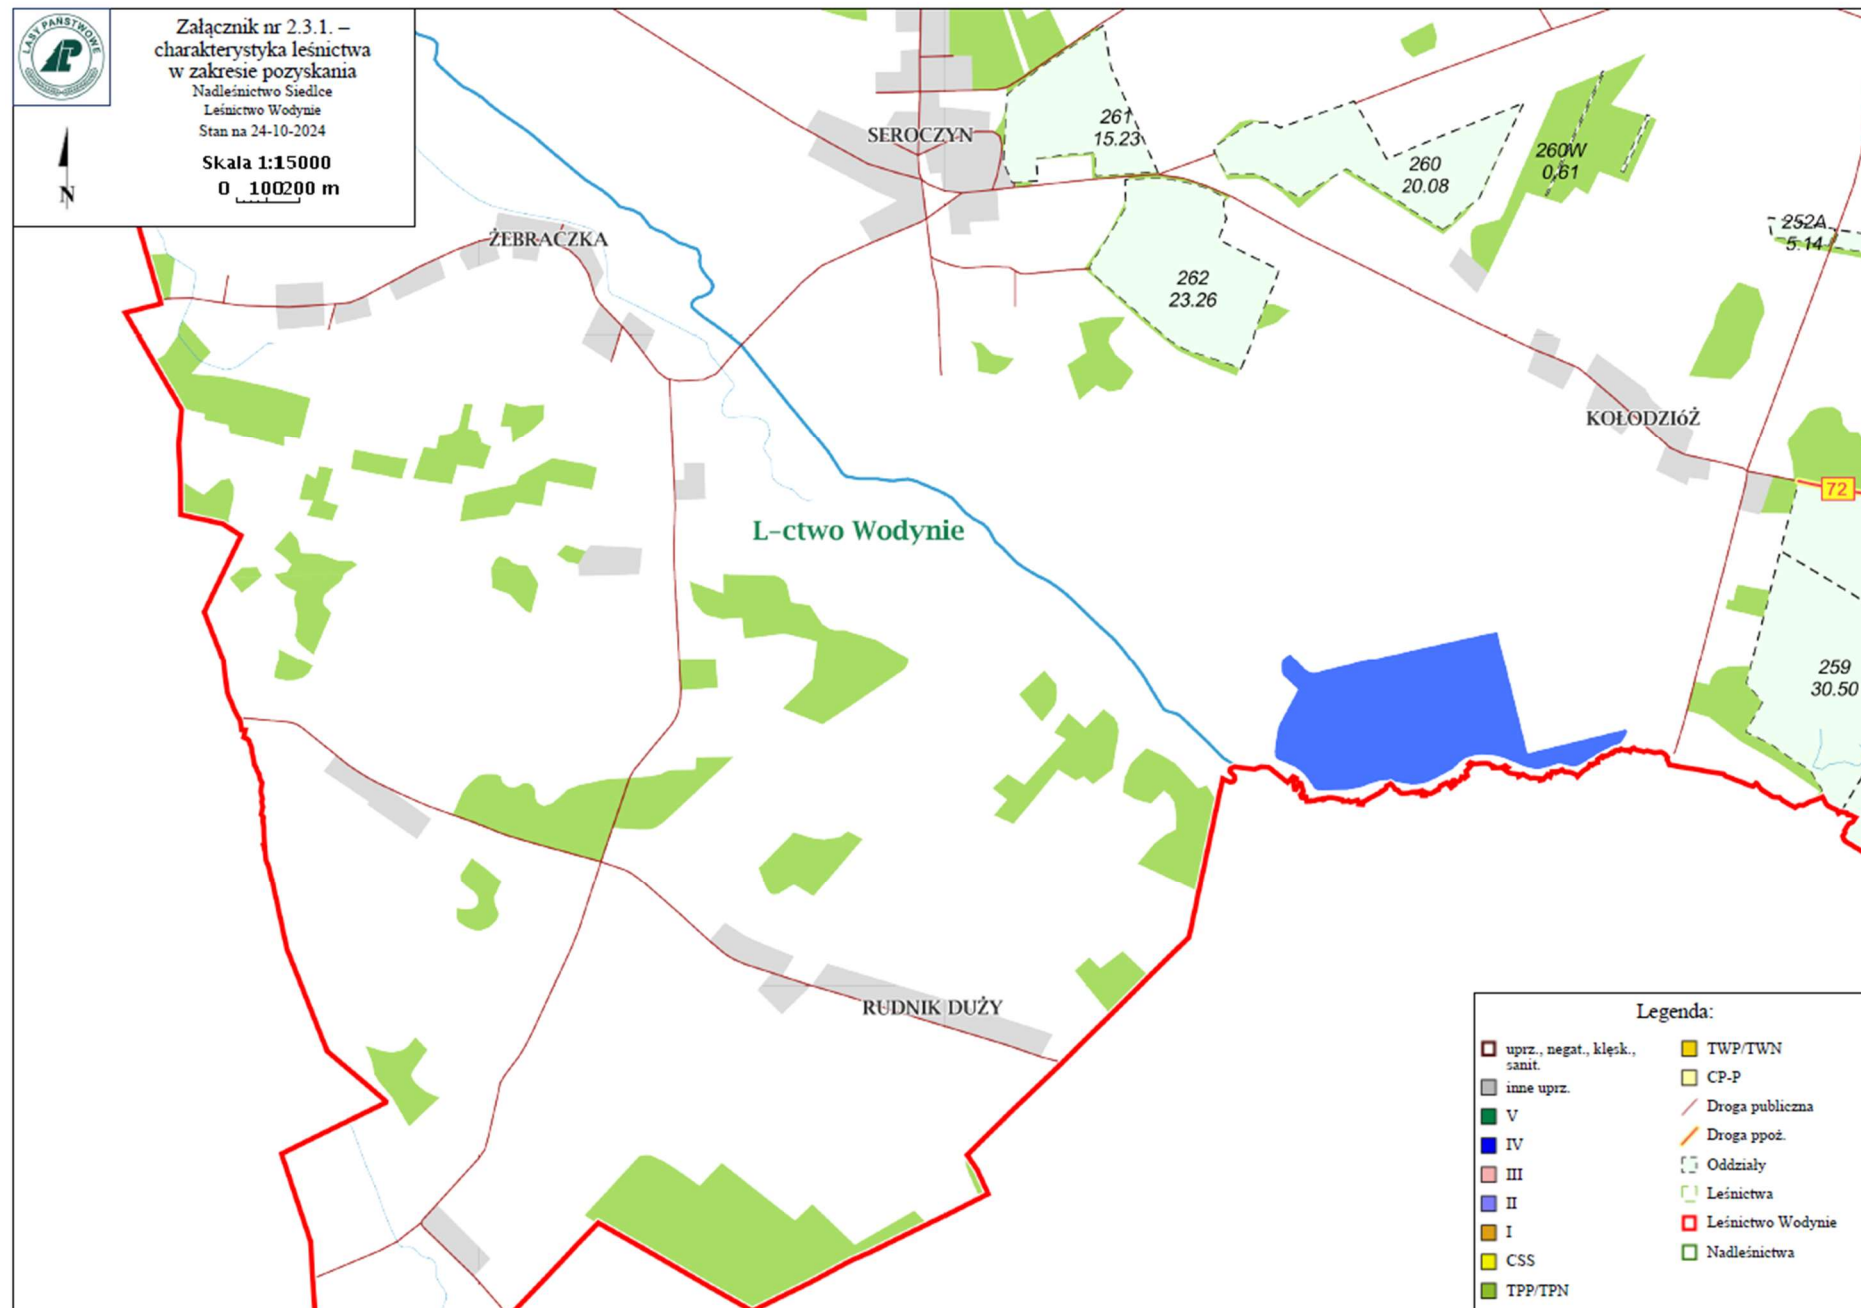 LASY PAŃSTWOWE
Załącznik nr 2.3.1. –
charakterystyka leśnictwa
w zakresie pozyskania
Nadleśnictwo Siedlce
Leśnictwo Wodynie
Stan na 24-10-2024
Skala 1:15000
0 100200 m
N
SEROCZYN
261
15.23
260
20.08
260W
0,61
252A
5.14
ŻEBRACZKA
262
23.26
KOŁODZIóŻ
72
L-ctwo Wodynie
259
30.50
RUDNIK DUŻY
Legenda:
uprz., negat., klęsk.,
sanit.
inne uprz.
V
IV
III
II
I
CSS
TPP/TPN
TWP/TWN
CP-P
Droga publiczna
Droga ppoż.
Oddziały
Leśnictwa
Leśnictwo Wodynie
Nadleśnictwa